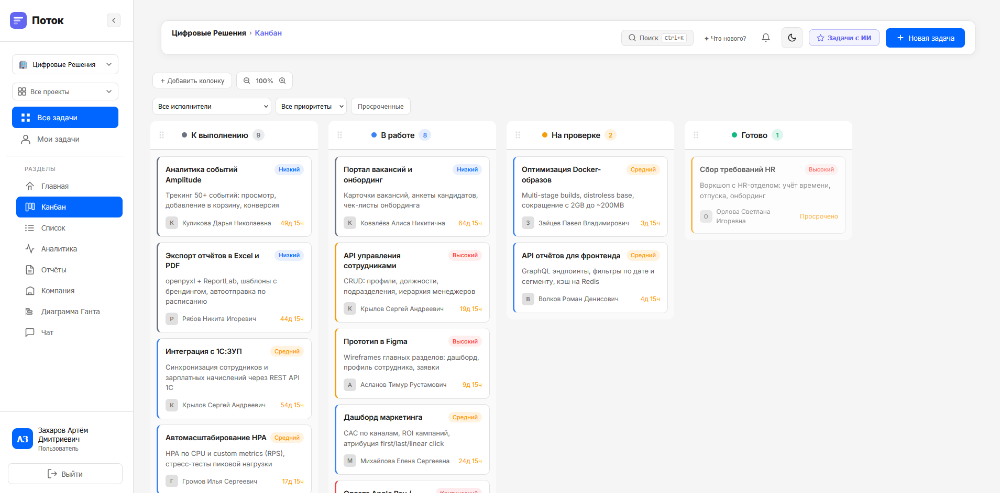 Поток
Цифровые Решения
Все проекты
Все задачи
Мои задачи
РАЗДЕЛЫ
Главная
Канбан
Список
Аналитика
Отчёты
Компания
Диаграмма Ганта
Чат
АЗ
Захаров Артём
Дмитриевич
Пользователь
Выйти
Цифровые Решения › Канбан
Поиск Ctrl+K
✦ Что нового?
Задачи с ИИ
+ Новая задача
+ Добавить колонку
100%
Все исполнители
Все приоритеты
Просроченные
К выполнению 9
Аналитика событий
Amplitude
Низкий
Трекинг 50+ событий: просмотр,
добавление в корзину, конверсия
К Куликова Дарья Николаевна 49д 15ч
Экспорт отчётов в Excel и
PDF
Низкий
openpyxl + ReportLab, шаблоны с
брендингом, автоотправка по
расписанию
Р Рябов Никита Игоревич 44д 15ч
Интеграция с 1С:ЗУП Средний
Синхронизация сотрудников и
зарплатных начислений через REST API
1С
К Крылов Сергей Андреевич 54д 15ч
Автомасштабирование HPA Средний
HPA по CPU и custom metrics (RPS),
стресс-тесты пиковой нагрузки
Г Громов Илья Сергеевич 17д 15ч
В работе 8
Портал вакансий и
онбординг
Низкий
Карточки вакансий, анкеты кандидатов,
чек-листы онбординга
К Ковалёва Алиса Никитична 64д 15ч
API управления
сотрудниками
Высокий
CRUD: профили, должности,
подразделения, иерархия менеджеров
К Крылов Сергей Андреевич 19д 15ч
Прототип в Figma Высокий
Wireframes главных разделов: дашборд,
профиль сотрудника, заявки
А Асланов Тимур Рустамович 9д 15ч
Дашборд маркетинга Средний
CAC по каналам, ROI кампаний,
атрибуция first/last/linear click
М Михайлова Елена Сергеевна 24д 15ч
Оплата Apple Pay / Критический
На проверке 2
Оптимизация Docker-
образов
Средний
Multi-stage builds, distroless base,
сокращение с 2GB до ~200MB
З Зайцев Павел Владимирович 3д 15ч
API отчётов для фронтенда Средний
GraphQL эндпоинты, фильтры по дате и
сегменту, кэш на Redis
В Волков Роман Денисович 4д 15ч
Готово 1
Сбор требований HR Высокий
Воркшоп с HR-отделом: учёт времени,
отпуска, онбординг
О Орлова Светлана
Игоревна
Просрочено